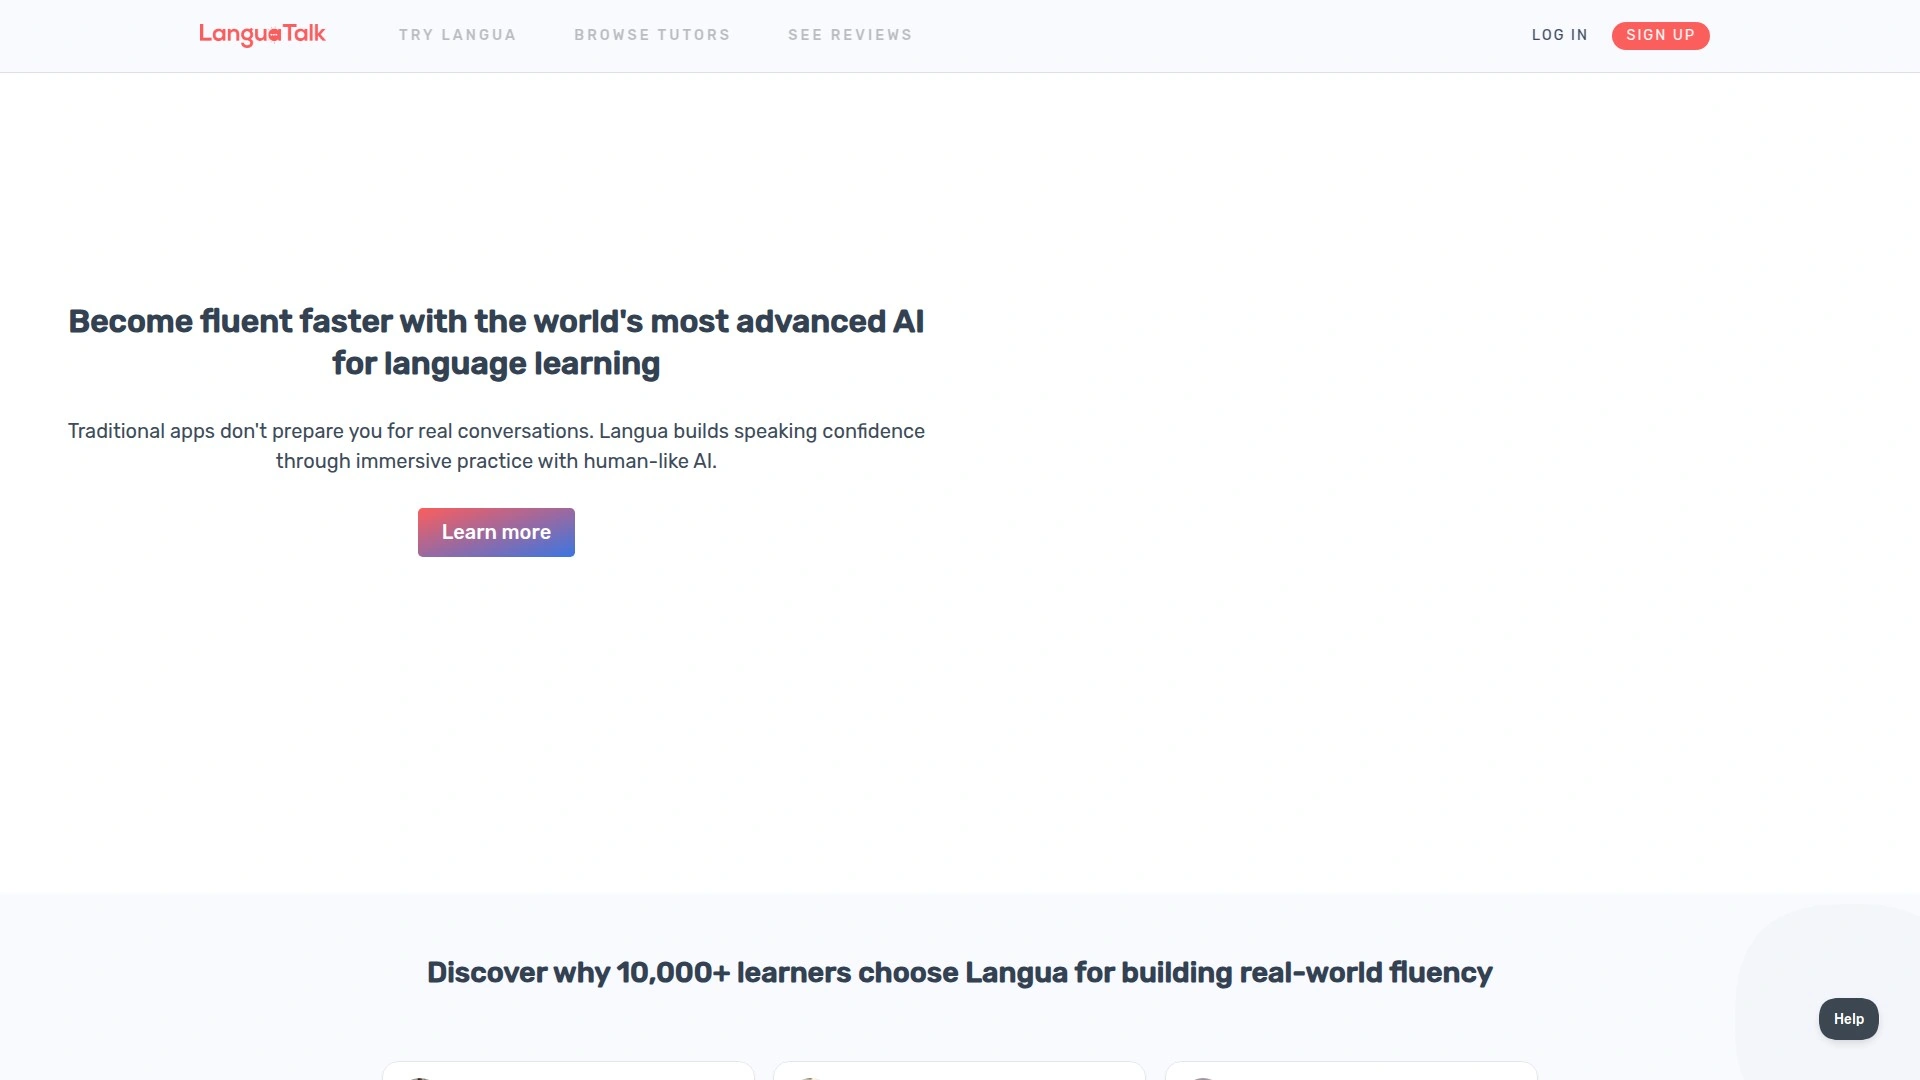 LanguaTalk
TRY LANGUA
BROWSE TUTORS
SEE REVIEWS
LOG IN
SIGN UP
Become fluent faster with the world's most advanced AI
for language learning
Traditional apps don't prepare you for real conversations. Langua builds speaking confidence
through immersive practice with human-like AI.
Learn more
Discover why 10,000+ learners choose Langua for building real-world fluency
Help